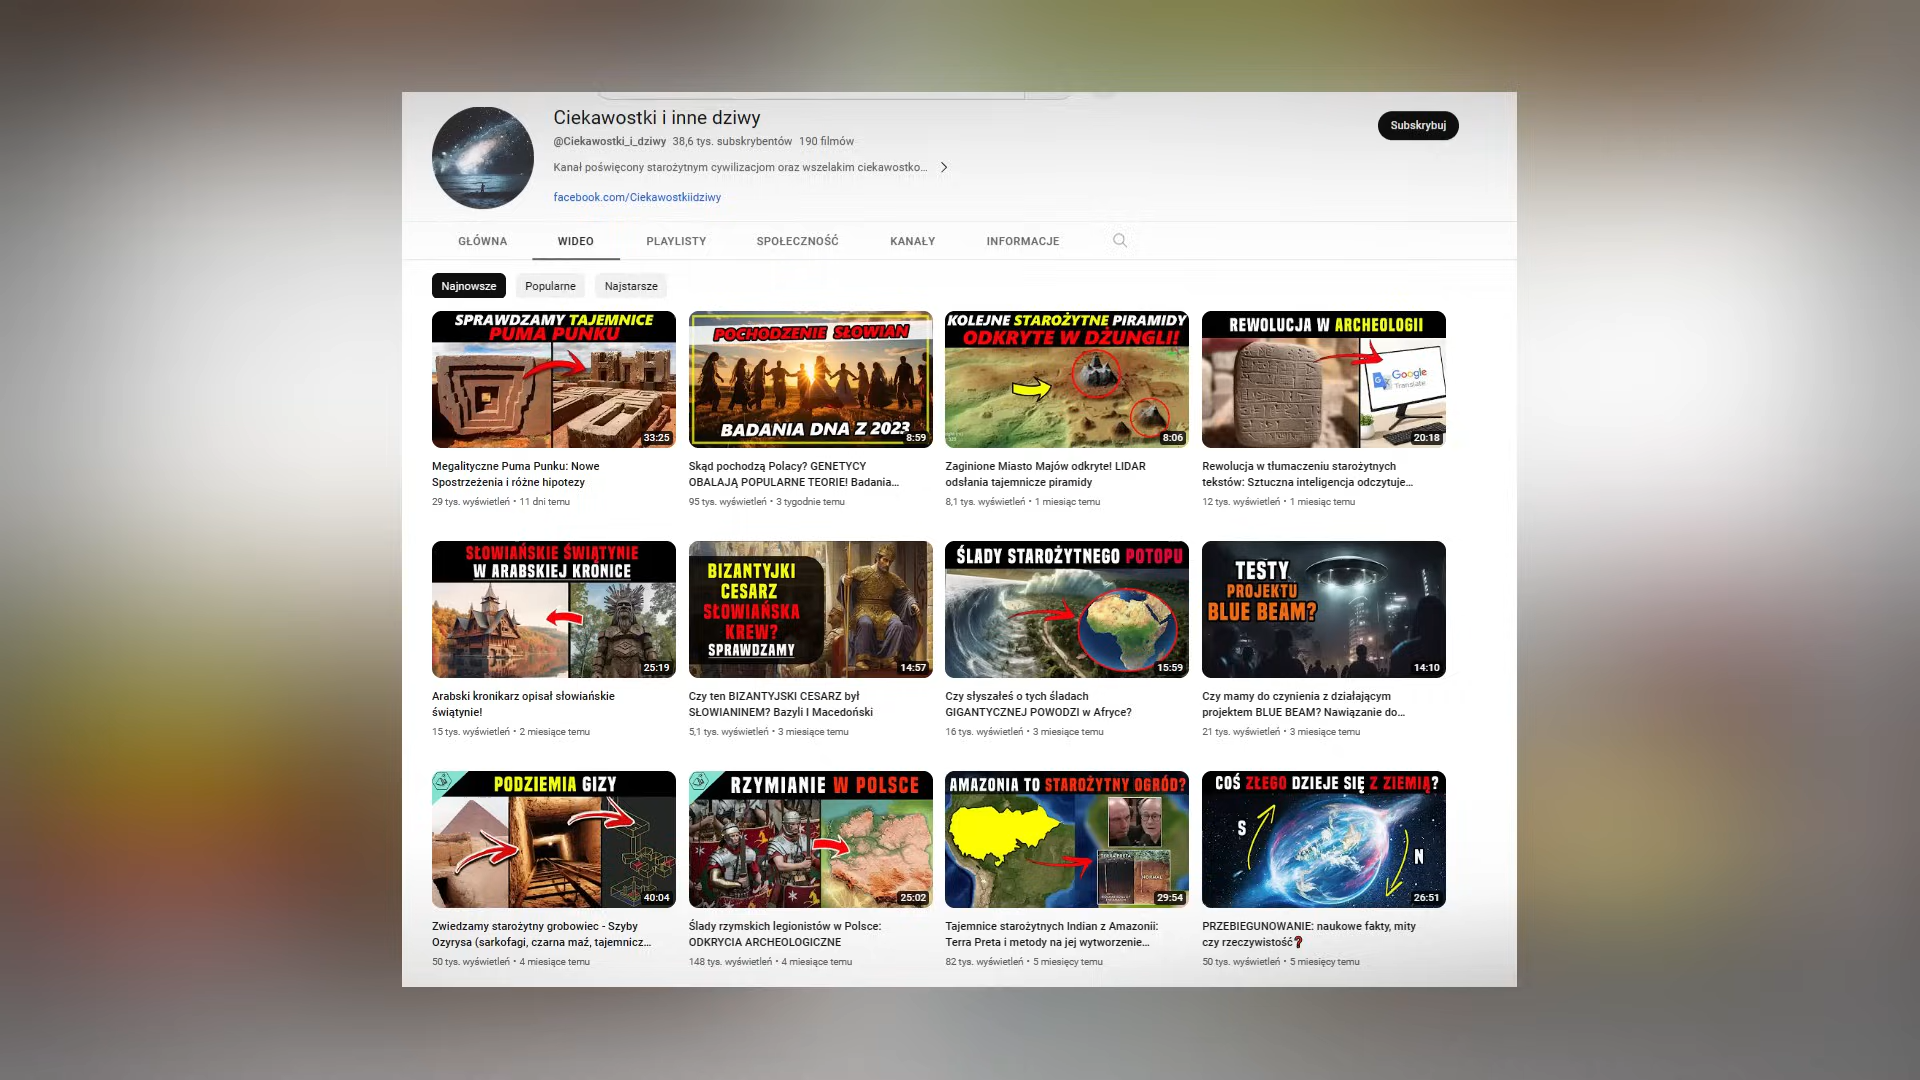 Ciekawostki i inne dziwy
@Ciekawostki_i_dziwy 38,6 tys. subskrybentów 190 filmów
Kanał poświęcony starożytnym cywilizacjom oraz wszelakim ciekawostko...
facebook.com/Ciekawostkiidziwy
Subskrybuj
GŁÓWNA WIDEO PLAYLISTY SPOŁECZNOŚĆ KANAŁY INFORMACJE
Najnowsze Popularne Najstarsze
SPRAWDZAMY TAJEMNICE
PUMA PUNKU
33:25
POCHODZENIE SŁOWIAN
BADANIA DNA Z 2023
8:59
KOLEJNE STAROŻYTNE PIRAMIDY
ODKRYTE W DŻUNGLI!
8:06
REWOLUCJA W ARCHEOLOGII
Google
Translate
20:18
Megalityczne Puma Punku: Nowe
Spostrzeżenia i różne hipotezy
29 tys. wyświetleń • 11 dni temu
Skąd pochodzą Polacy? GENETYCY
OBALAJĄ POPULARNE TEORIE! Badania...
95 tys. wyświetleń • 3 tygodnie temu
Zaginione Miasto Majów odkryte! LIDAR
odsłania tajemnicze piramidy
8,1 tys. wyświetleń • 1 miesiąc temu
Rewolucja w tłumaczeniu starożytnych
tekstów: Sztuczna inteligencja odczytuje...
12 tys. wyświetleń • 1 miesiąc temu
SŁOWIAŃSKIE ŚWIĄTYNIE
W ARABSKIEJ KRONICE
25:19
BIZANTYJKI
CESARZ
SŁOWIAŃSKA
KREW?
SPRAWDZAMY
14:57
ŚLADY STAROŻYTNEGO POTOPU
15:59
TESTY
PROJEKTU
BLUE BEAM?
14:10
Arabski kronikarz opisał słowiańskie
świątynie!
15 tys. wyświetleń • 2 miesiące temu
Czy ten BIZANTYJSKI CESARZ był
SŁOWIANINEM? Bazyli I Macedoński
5,1 tys. wyświetleń • 3 miesiące temu
Czy słyszałeś o tych śladach
GIGANTYCZNEJ POWODZI w Afryce?
16 tys. wyświetleń • 3 miesiące temu
Czy mamy do czynienia z działającym
projektem BLUE BEAM? Nawiązanie do...
21 tys. wyświetleń • 3 miesiące temu
PODZIEMIA GIZY
40:04
RZYMIANIE W POLSCE
25:02
AMAZONIA TO STAROŻYTNY OGRÓD?
TERRA PRETA
NORMAL
29:54
COŚ ZŁEGO DZIEJE SIĘ Z ZIEMIĄ?
S
N
26:51
Zwiedzamy starożytny grobowiec - Szyby
Ozyrysa (sarkofagi, czarna maź, tajemnicz...
50 tys. wyświetleń • 4 miesiące temu
Ślady rzymskich legionistów w Polsce:
ODKRYCIA ARCHEOLOGICZNE
148 tys. wyświetleń • 4 miesiące temu
Tajemnice starożytnych Indian z Amazonii:
Terra Preta i metody na jej wytworzenie...
82 tys. wyświetleń • 5 miesięcy temu
PRZEBIEGUNOWANIE: naukowe fakty, mity
czy rzeczywistość❓
50 tys. wyświetleń • 5 miesięcy temu